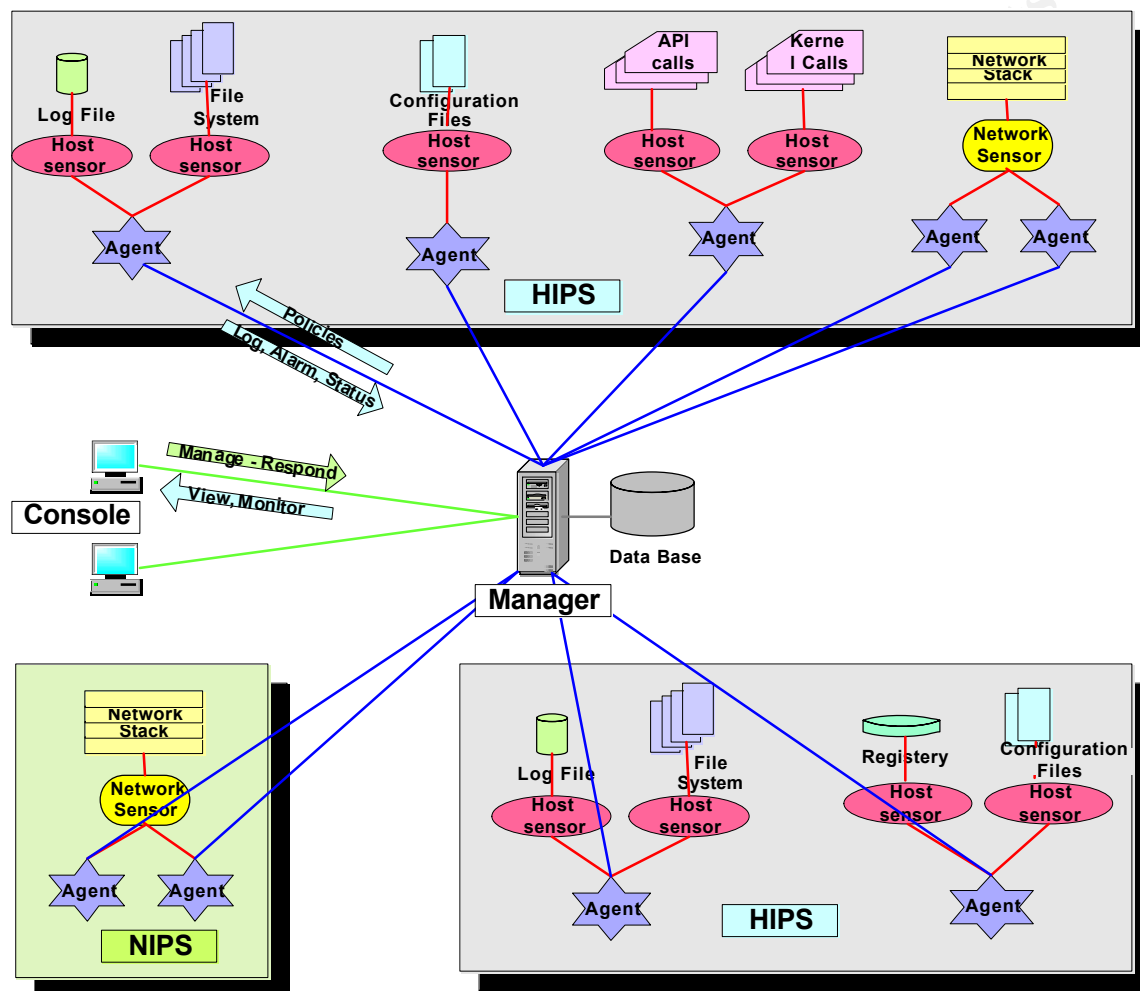 API
calls
Kerne
l Calls
Network
Stack
Log File
File
System
Configuration
Files
Host
sensor
Host
sensor
Host
sensor
Host
sensor
Host
sensor
Network
Sensor
Agent
Agent
Agent
Agent
Agent
HIPS
Policies
Log, Alarm, Status
Manage - Respond
View, Monitor
Console
Data Base
Manager
Network
Stack
Network
Sensor
Agent
Agent
NIPS
Log File
File
System
Registery
Configuration
Files
Host
sensor
Host
sensor
Host
sensor
Host
sensor
Agent
Agent
HIPS